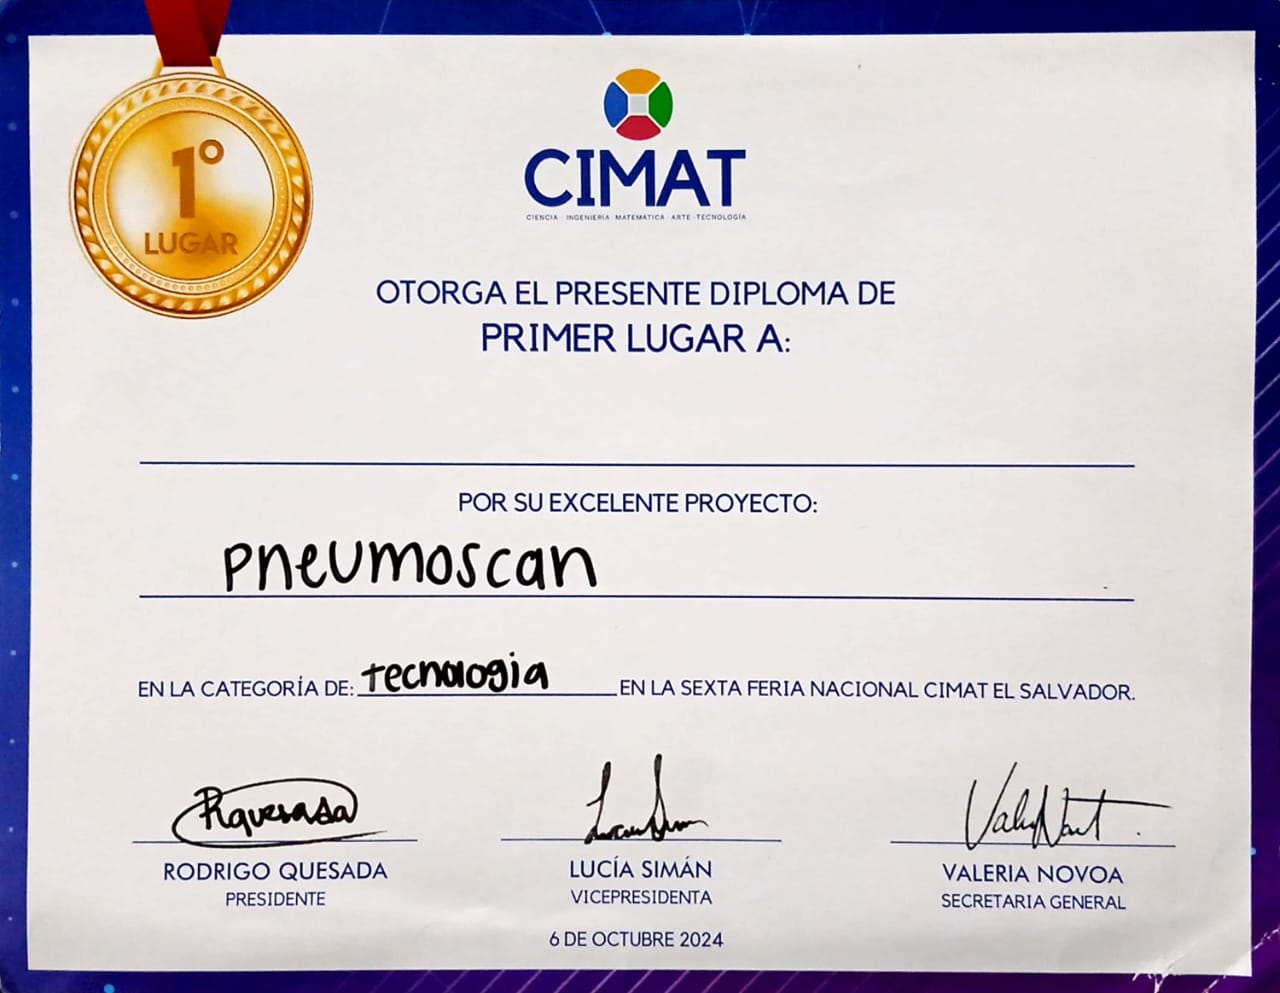 1°
LUGAR
CIMAT
CIENCIA · INGENIERÍA · MATEMÁTICA · ARTE · TECNOLOGÍA
OTORGA EL PRESENTE DIPLOMA DE
PRIMER LUGAR A:
POR SU EXCELENTE PROYECTO:
Pneumoscan
EN LA CATEGORÍA DE: tecnologia EN LA SEXTA FERIA NACIONAL CIMAT EL SALVADOR.
RQuesada
RODRIGO QUESADA
PRESIDENTE
LUCÍA SIMÁN
VICEPRESIDENTA
VALERIA NOVOA
SECRETARIA GENERAL
6 DE OCTUBRE 2024